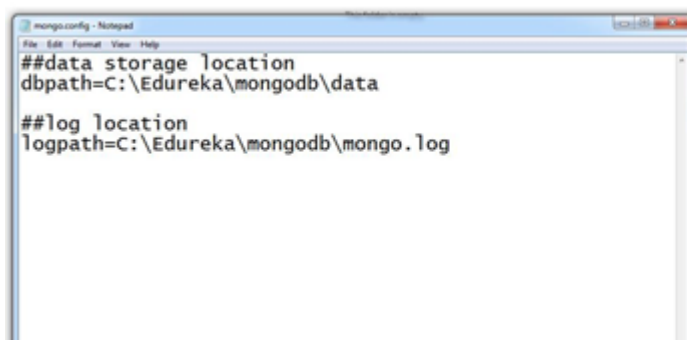 mongo.config - Notepad
File Edit Format View Help
##data storage location
dbpath=C:\Edureka\mongodb\data
##log location
logpath=C:\Edureka\mongodb\mongo.log